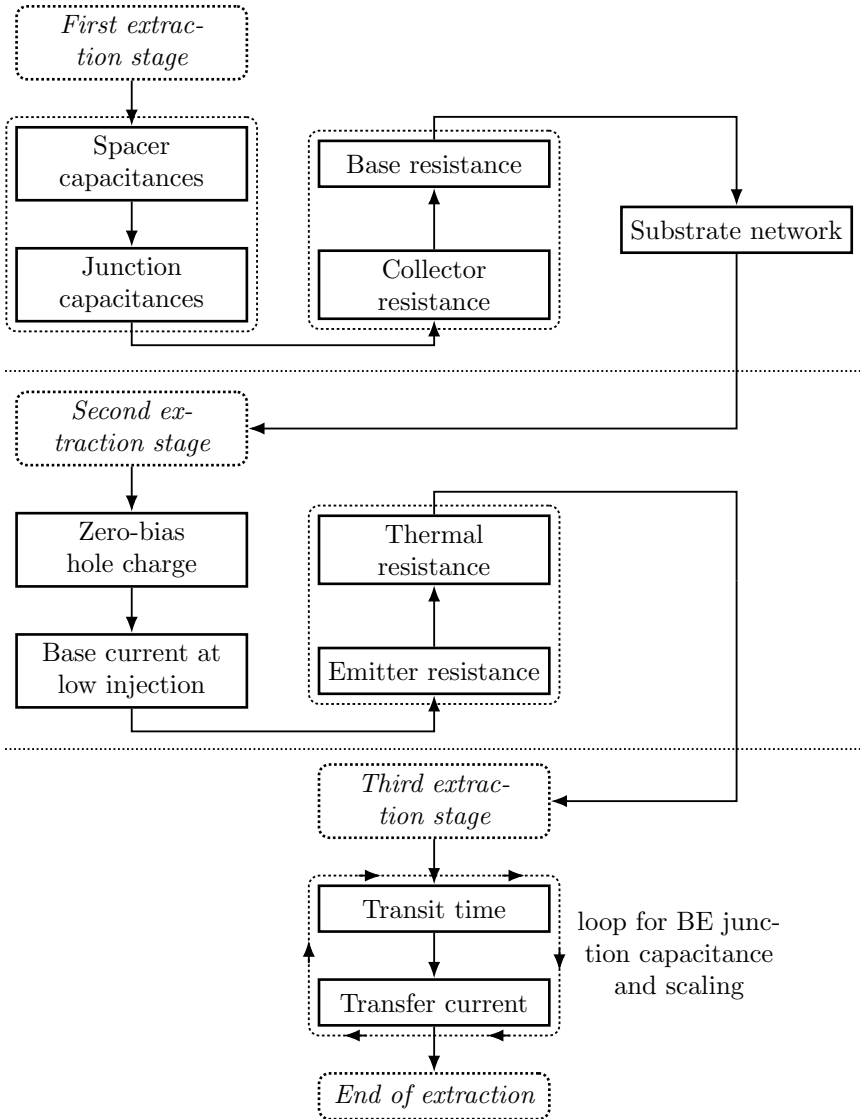 First extrac-
tion stage
Spacer
capacitances
Junction
capacitances
Base resistance
Collector
resistance
Substrate network
Second ex-
traction stage
Zero-bias
hole charge
Base current at
low injection
Thermal
resistance
Emitter resistance
Third extrac-
tion stage
Transit time
Transfer current
loop for BE junc-
tion capacitance
and scaling
End of extraction